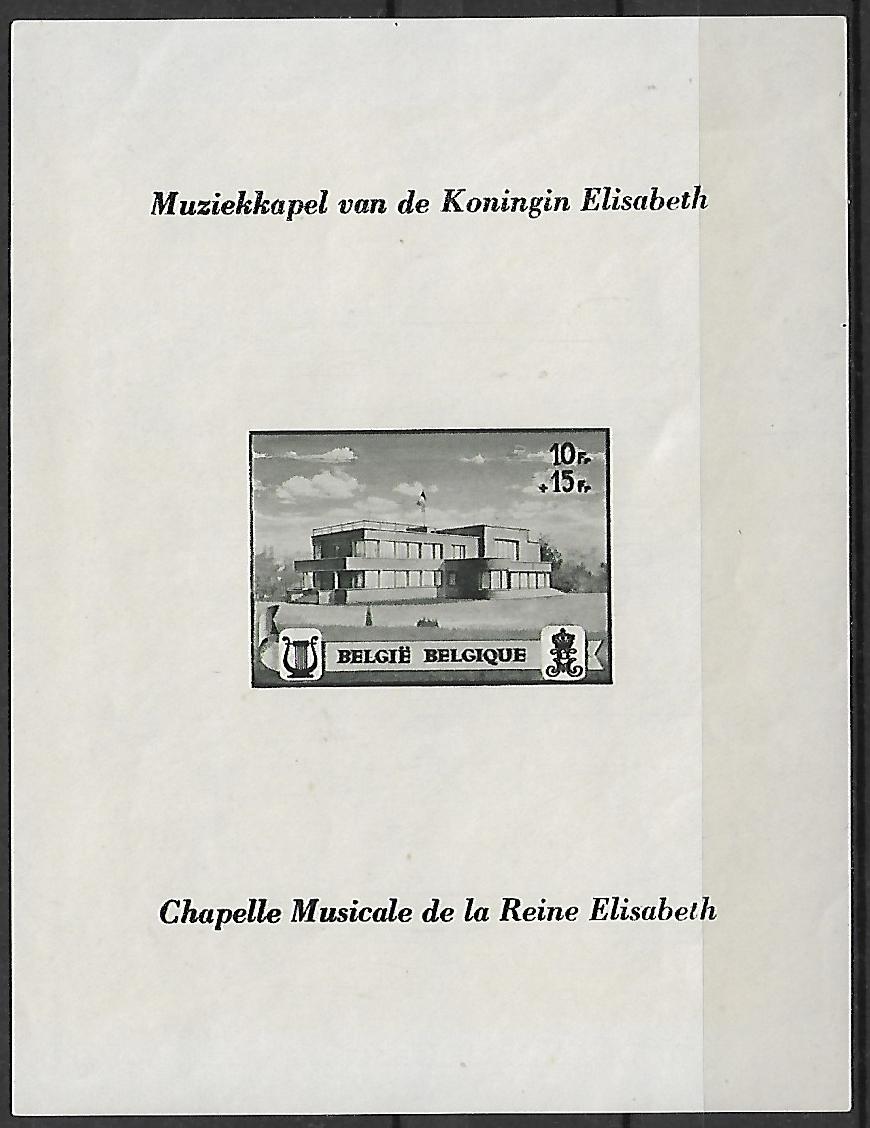 Muziekkapel van de Koningin Elisabeth
10Fr
+15Fr
BELGIË BELGIQUE
Chapelle Musicale de la Reine Elisabeth